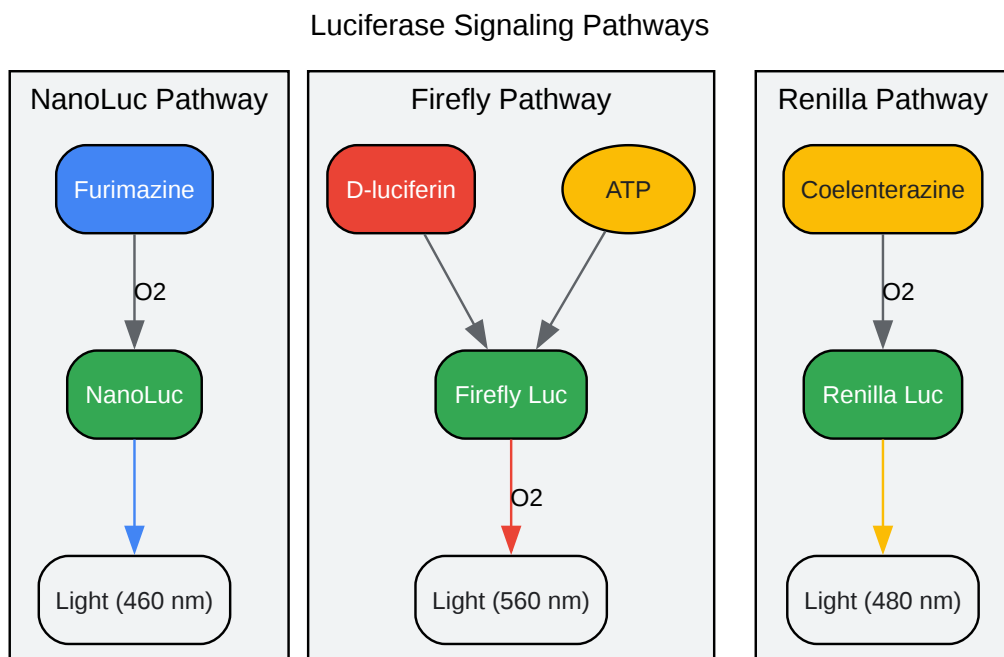 Luciferase Signaling Pathways
NanoLuc Pathway
Furimazine
O2
NanoLuc
Light (460 nm)
Firefly Pathway
D-luciferin
ATP
Firefly Luc
O2
Light (560 nm)
Renilla Pathway
Coelenterazine
O2
Renilla Luc
Light (480 nm)